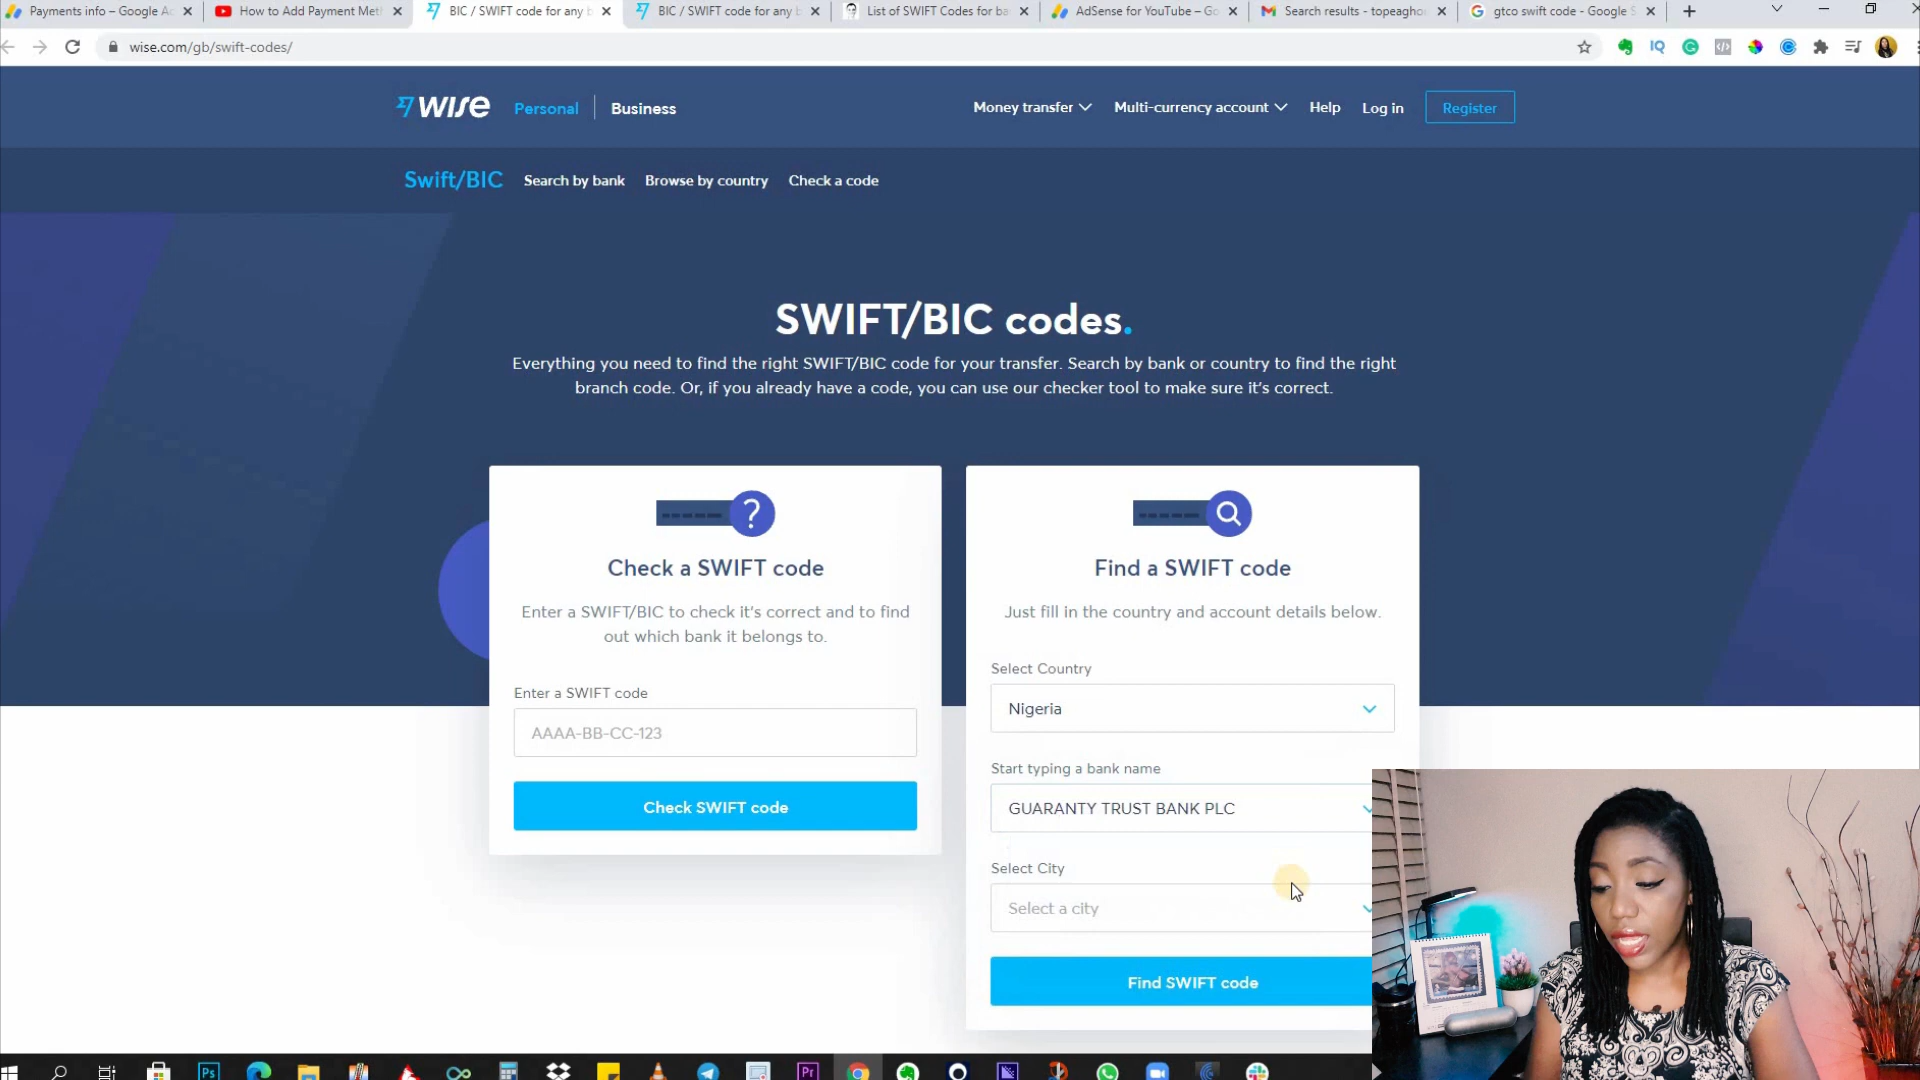 Payments info – Google A
How to Add Payment Met
BIC / SWIFT code for any b
BIC / SWIFT code for any b
List of SWIFT Codes for ba
AdSense for YouTube – Go
Search results - topeagho
gtco swift code - Google S
wise.com/gb/swift-codes/
IQ
wise
Personal
Business
Money transfer
Multi-currency account
Help
Log in
Register
Swift/BIC
Search by bank
Browse by country
Check a code
SWIFT/BIC codes.
Everything you need to find the right SWIFT/BIC code for your transfer. Search by bank or country to find the right
branch code. Or, if you already have a code, you can use our checker tool to make sure it's correct.
?
Check a SWIFT code
Enter a SWIFT/BIC to check it's correct and to find
out which bank it belongs to.
Enter a SWIFT code
AAAA-BB-CC-123
Check SWIFT code
Find a SWIFT code
Just fill in the country and account details below.
Select Country
Nigeria
Start typing a bank name
GUARANTY TRUST BANK PLC
Select City
Select a city
Find SWIFT code
Ps
Pr